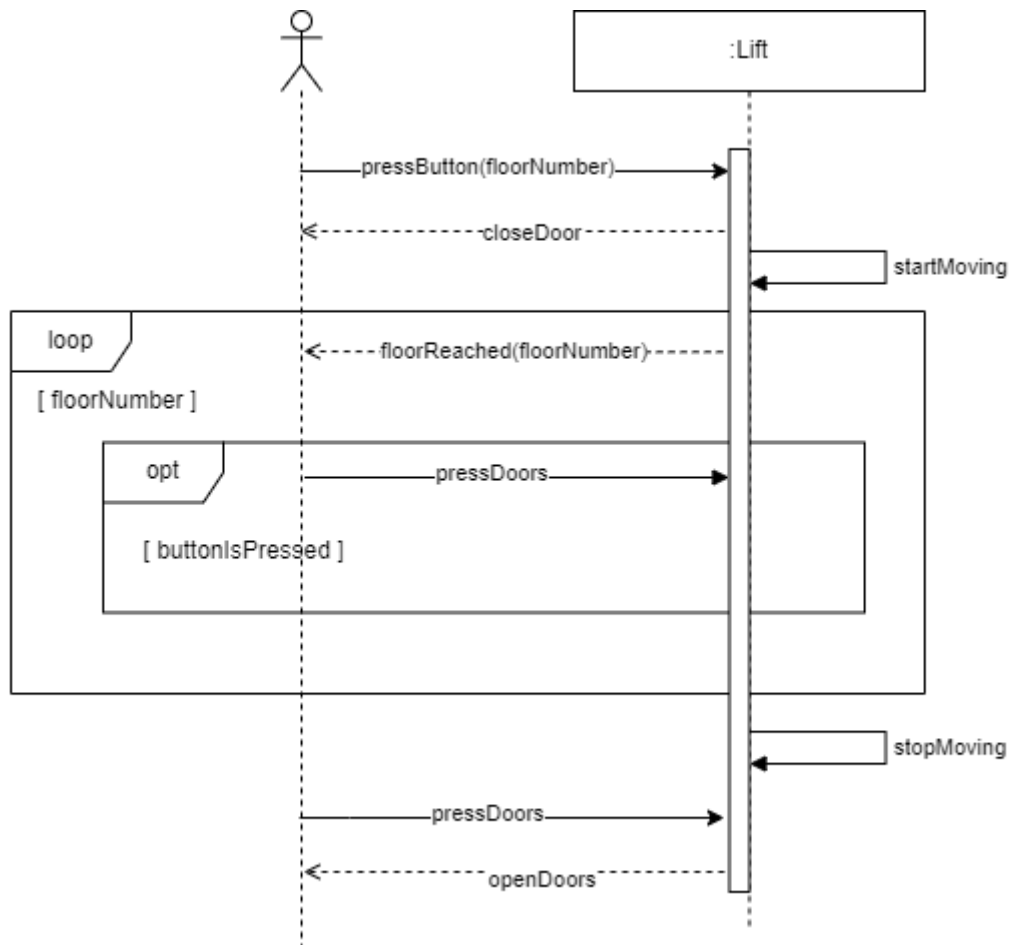 :Lift
pressButton(floorNumber)
closeDoor
startMoving
loop
floorReached(floorNumber)
[ floorNumber ]
opt
pressDoors
[ buttonIsPressed ]
stopMoving
pressDoors
openDoors